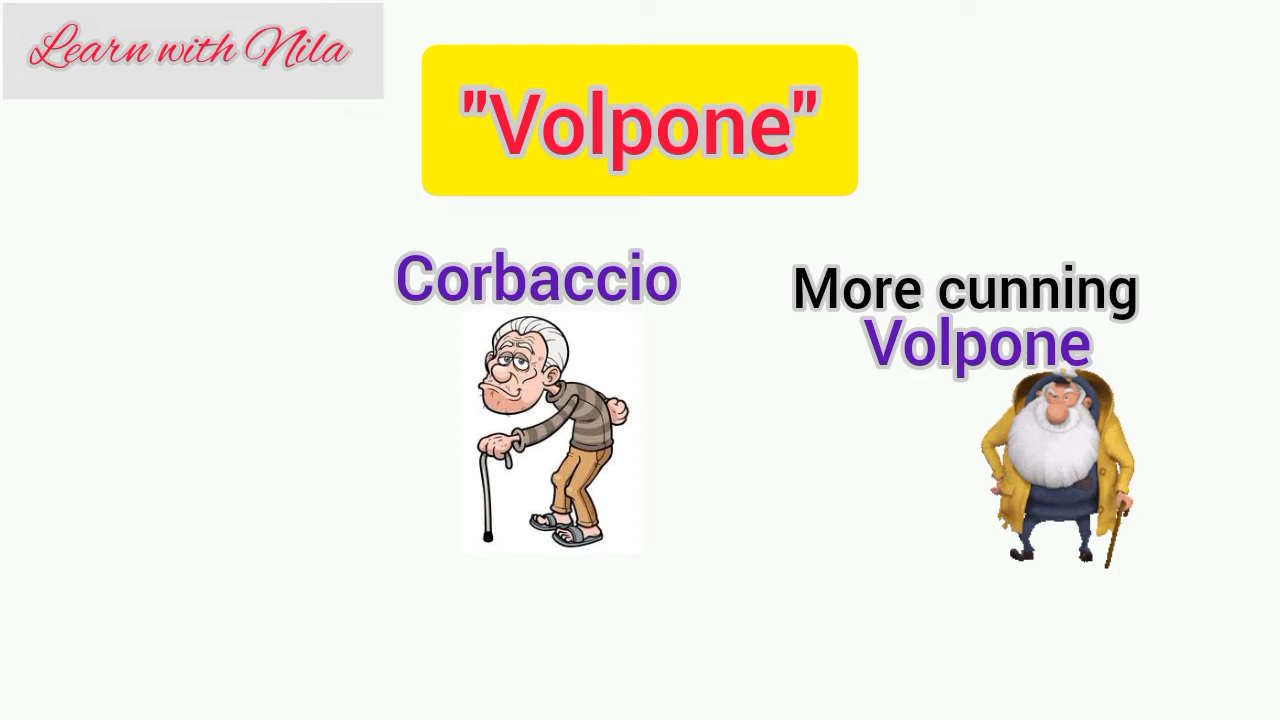 Learn with Nila
"Volpone"
Corbaccio
More cunning
Volpone